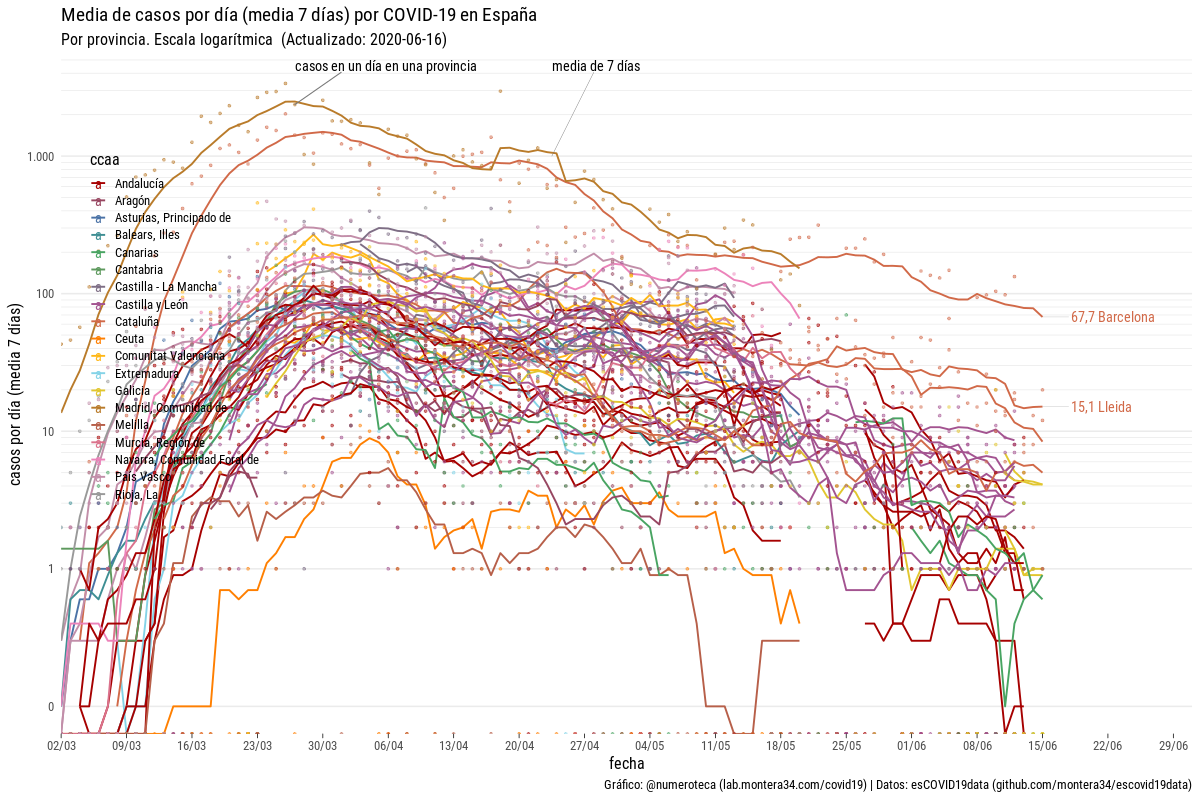 Media de casos por día (media 7 días) por COVID-19 en España
Por provincia. Escala logarítmica  (Actualizado: 2020-06-16)
casos en un día en una provincia
media de 7 días
1.000
100
10
1
0
casos por día (media 7 días)
ccaa
a Andalucía
a Aragón
a Asturias, Principado de
a Balears, Illes
a Canarias
a Cantabria
a Castilla - La Mancha
a Castilla y León
a Cataluña
a Ceuta
a Comunitat Valenciana
a Extremadura
a Galicia
a Madrid, Comunidad de
a Melilla
a Murcia, Región de
a Navarra, Comunidad Foral de
a País Vasco
a Rioja, La
67,7 Barcelona
15,1 Lleida
02/03 09/03 16/03 23/03 30/03 06/04 13/04 20/04 27/04 04/05 11/05 18/05 25/05 01/06 08/06 15/06 22/06 29/06
fecha
Gráfico: @numeroteca (lab.montera34.com/covid19) | Datos: esCOVID19data (github.com/montera34/escovid19data)